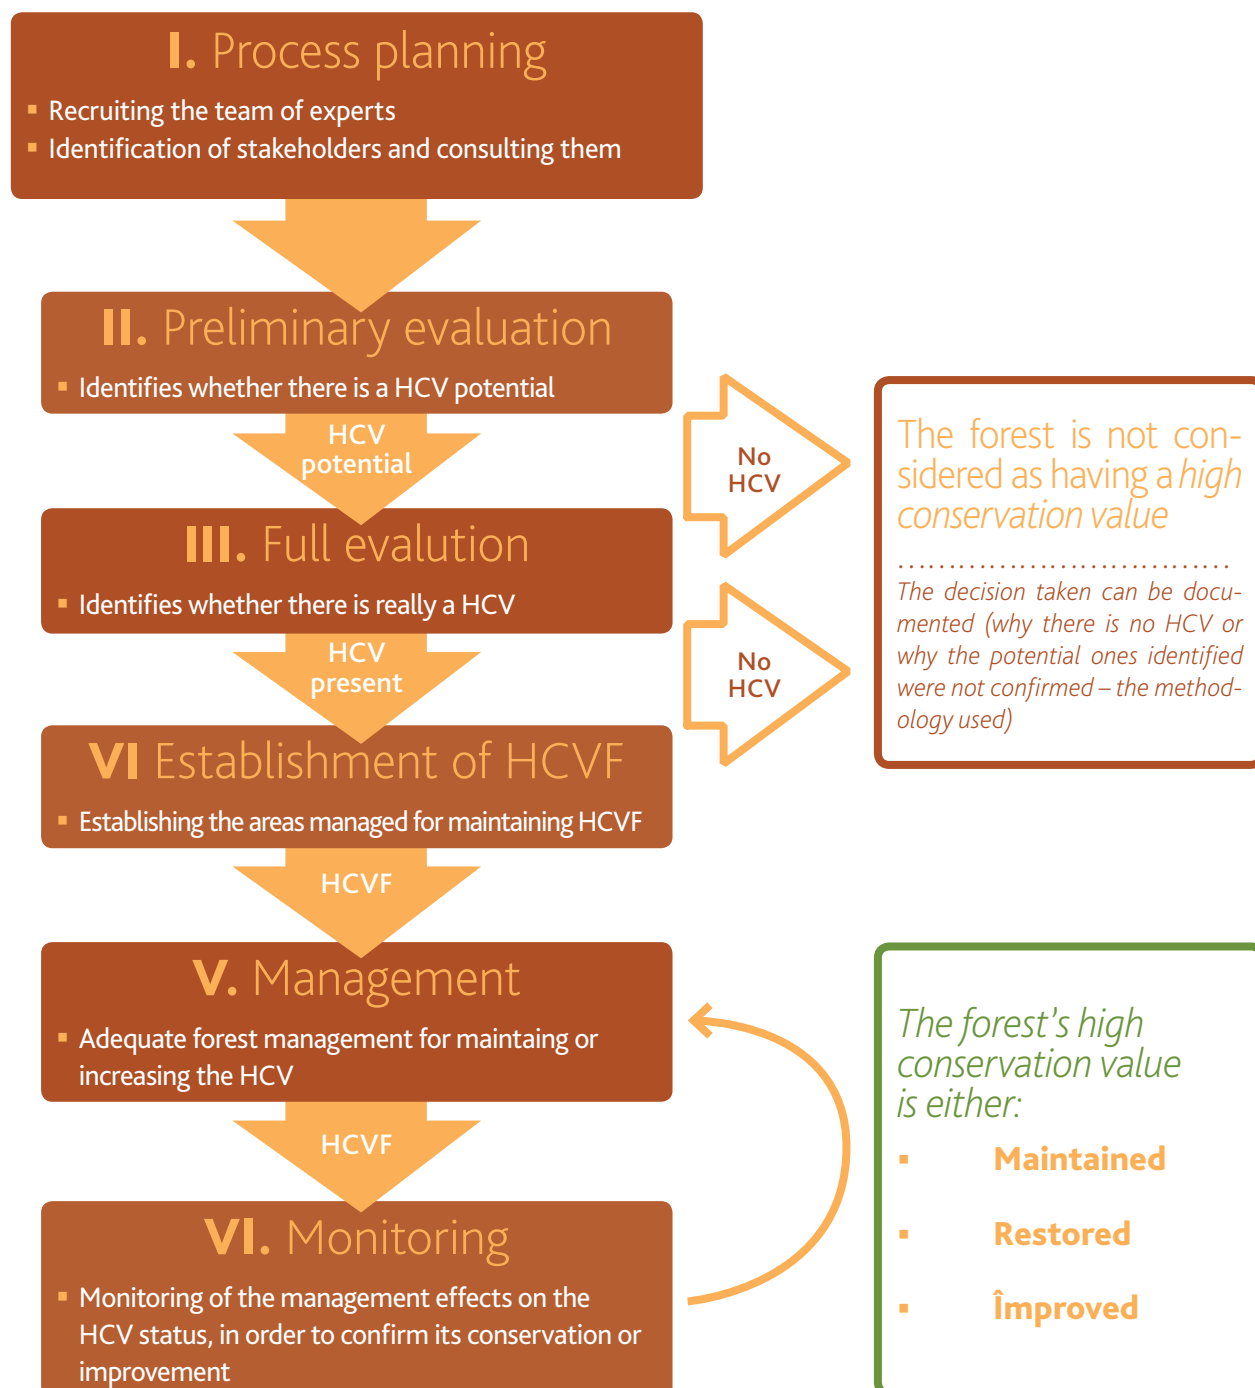 I. Process planning
▪ Recruiting the team of experts
▪ Identification of stakeholders and consulting them
II. Preliminary evaluation
▪ Identifies whether there is a HCV potential
HCV
potential
No
HCV
The forest is not con-
sidered as having a high
conservation value
................................
The decision taken can be docu-
mented (why there is no HCV or
why the potential ones identified
were not confirmed – the method-
ology used)
III. Full evalution
▪ Identifies whether there is really a HCV
HCV
present
No
HCV
VI Establishment of HCVF
▪ Establishing the areas managed for maintaining HCVF
HCVF
V. Management
▪ Adequate forest management for maintaing or
increasing the HCV
HCVF
VI. Monitoring
▪ Monitoring of the management effects on the
HCV status, in order to confirm its conservation or
improvement
The forest's high
conservation value
is either:
▪ Maintained
▪ Restored
▪ Împroved